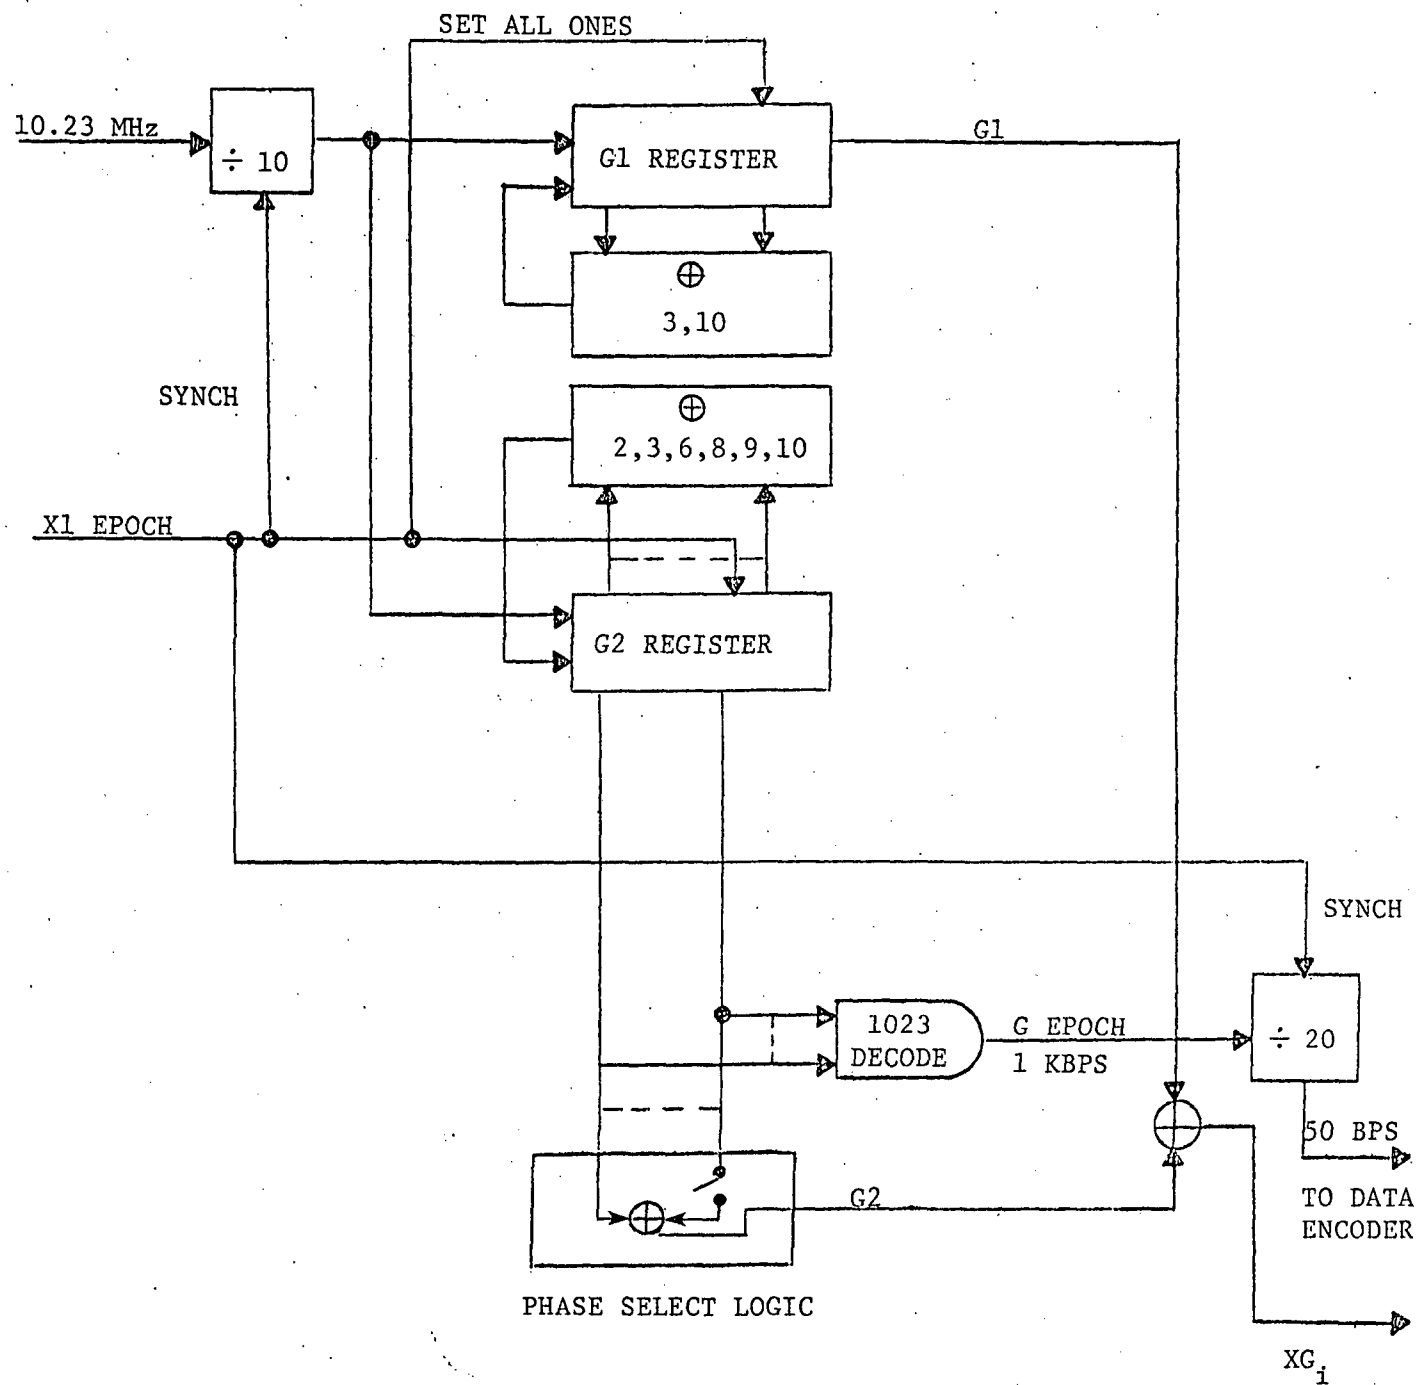 SET ALL ONES
10.23 MHz
÷ 10
G1 REGISTER
G1
⊕
3,10
SYNCH
⊕
2,3,6,8,9,10
X1 EPOCH
G2 REGISTER
SYNCH
1023
DECODE
G EPOCH
1 KBPS
÷ 20
50 BPS
TO DATA
ENCODER
G2
PHASE SELECT LOGIC
XGi